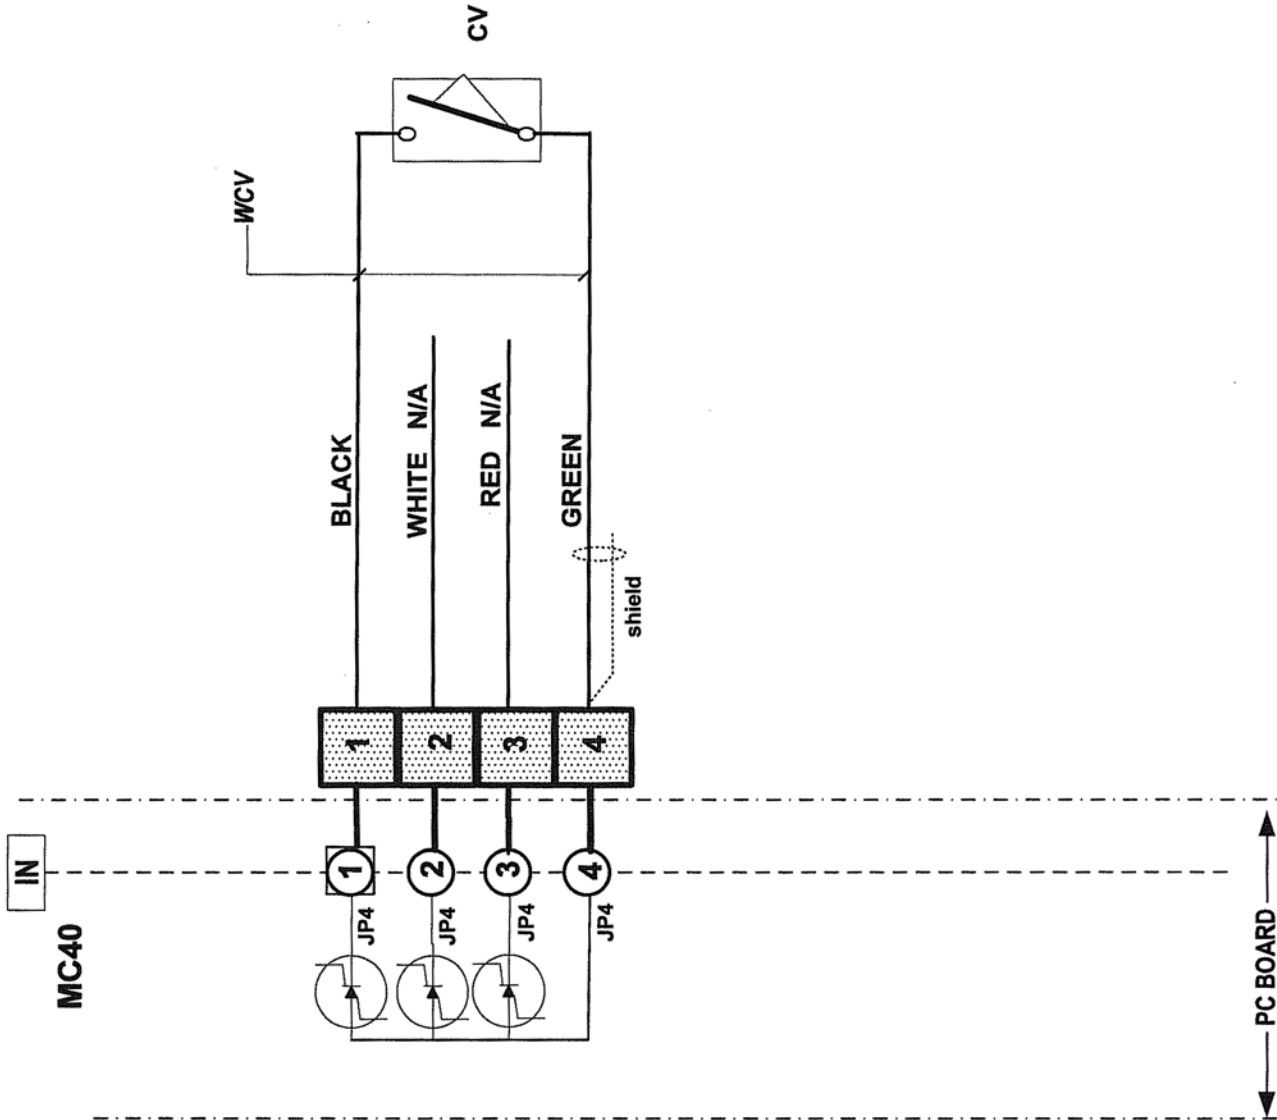 MC40
IN
JP4
JP4
JP4
JP4
1
2
3
4
1
2
3
4
BLACK
WHITE N/A
RED N/A
GREEN
shield
WCV
CV
PC BOARD